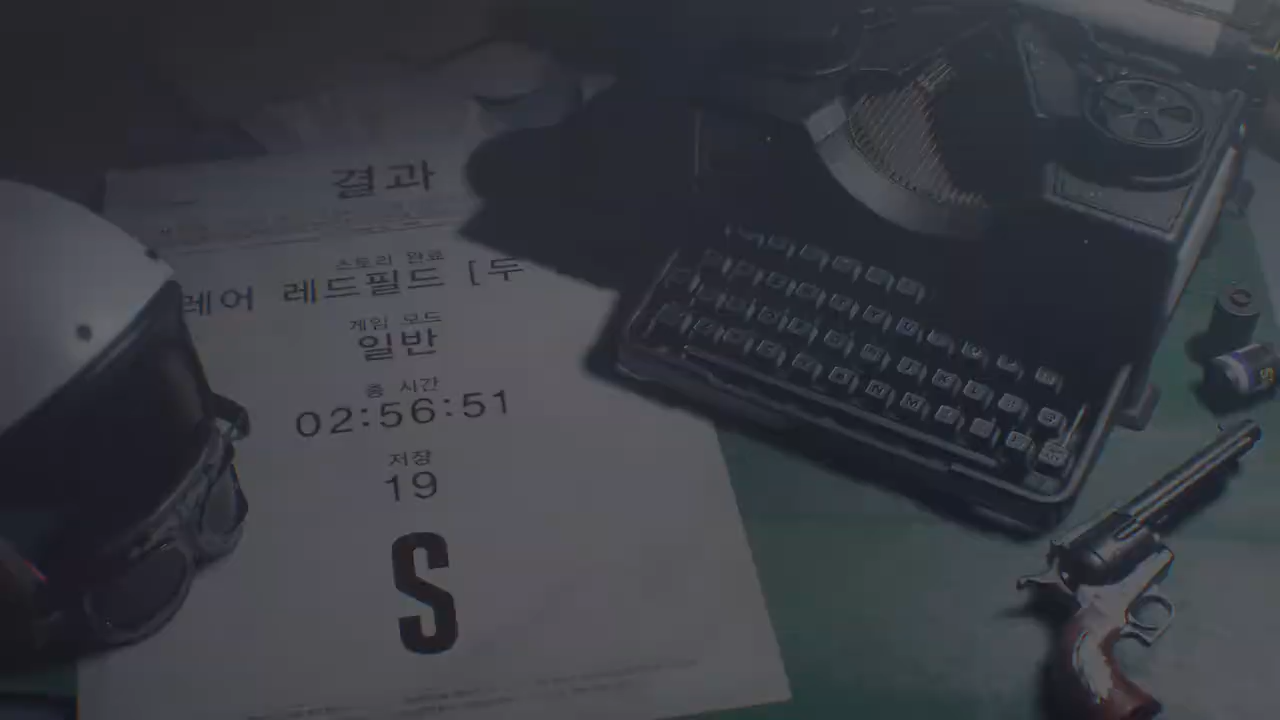 결과
스토리 완료
레어 레드필드 [두
게임 모드
일반
총 시간
02:56:51
저장
19
S